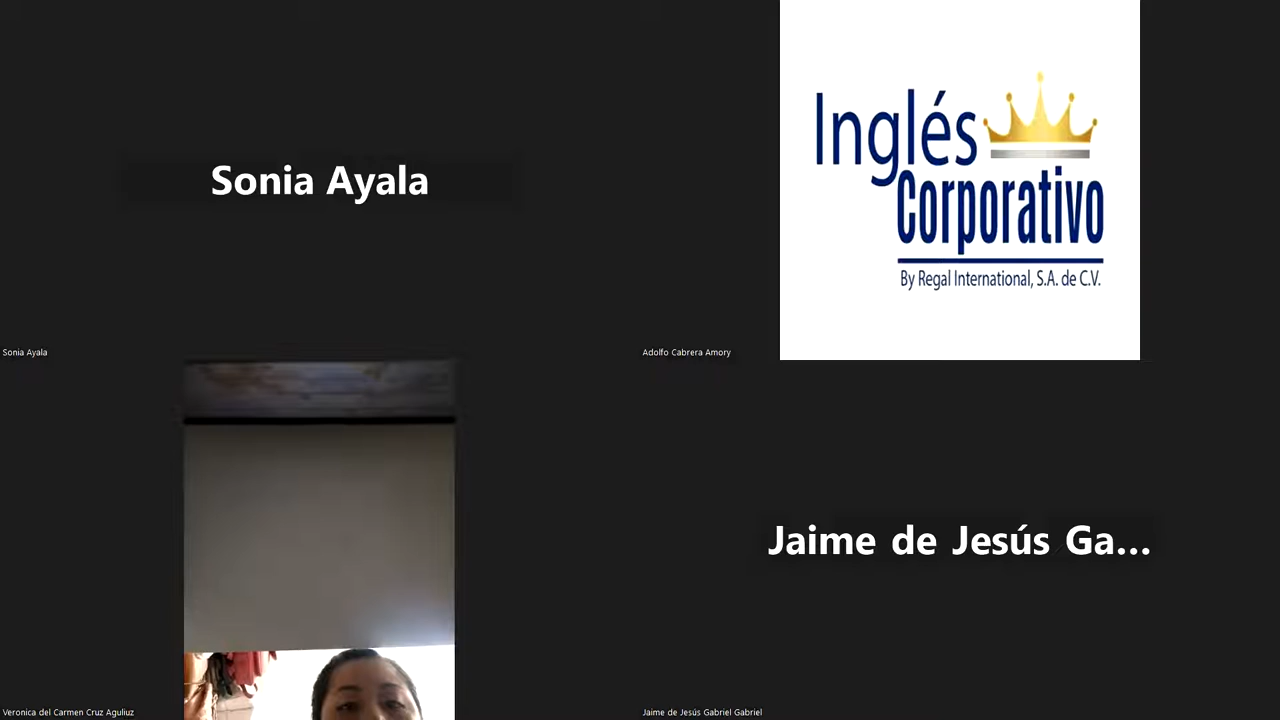 Sonia Ayala
Sonia Ayala
Inglés
Corporativo
By Regal International, S.A. de C.V.
Adolfo Cabrera Amory
Veronica del Carmen Cruz Aguliuz
Jaime de Jesús Ga...
Jaime de Jesús Gabriel Gabriel